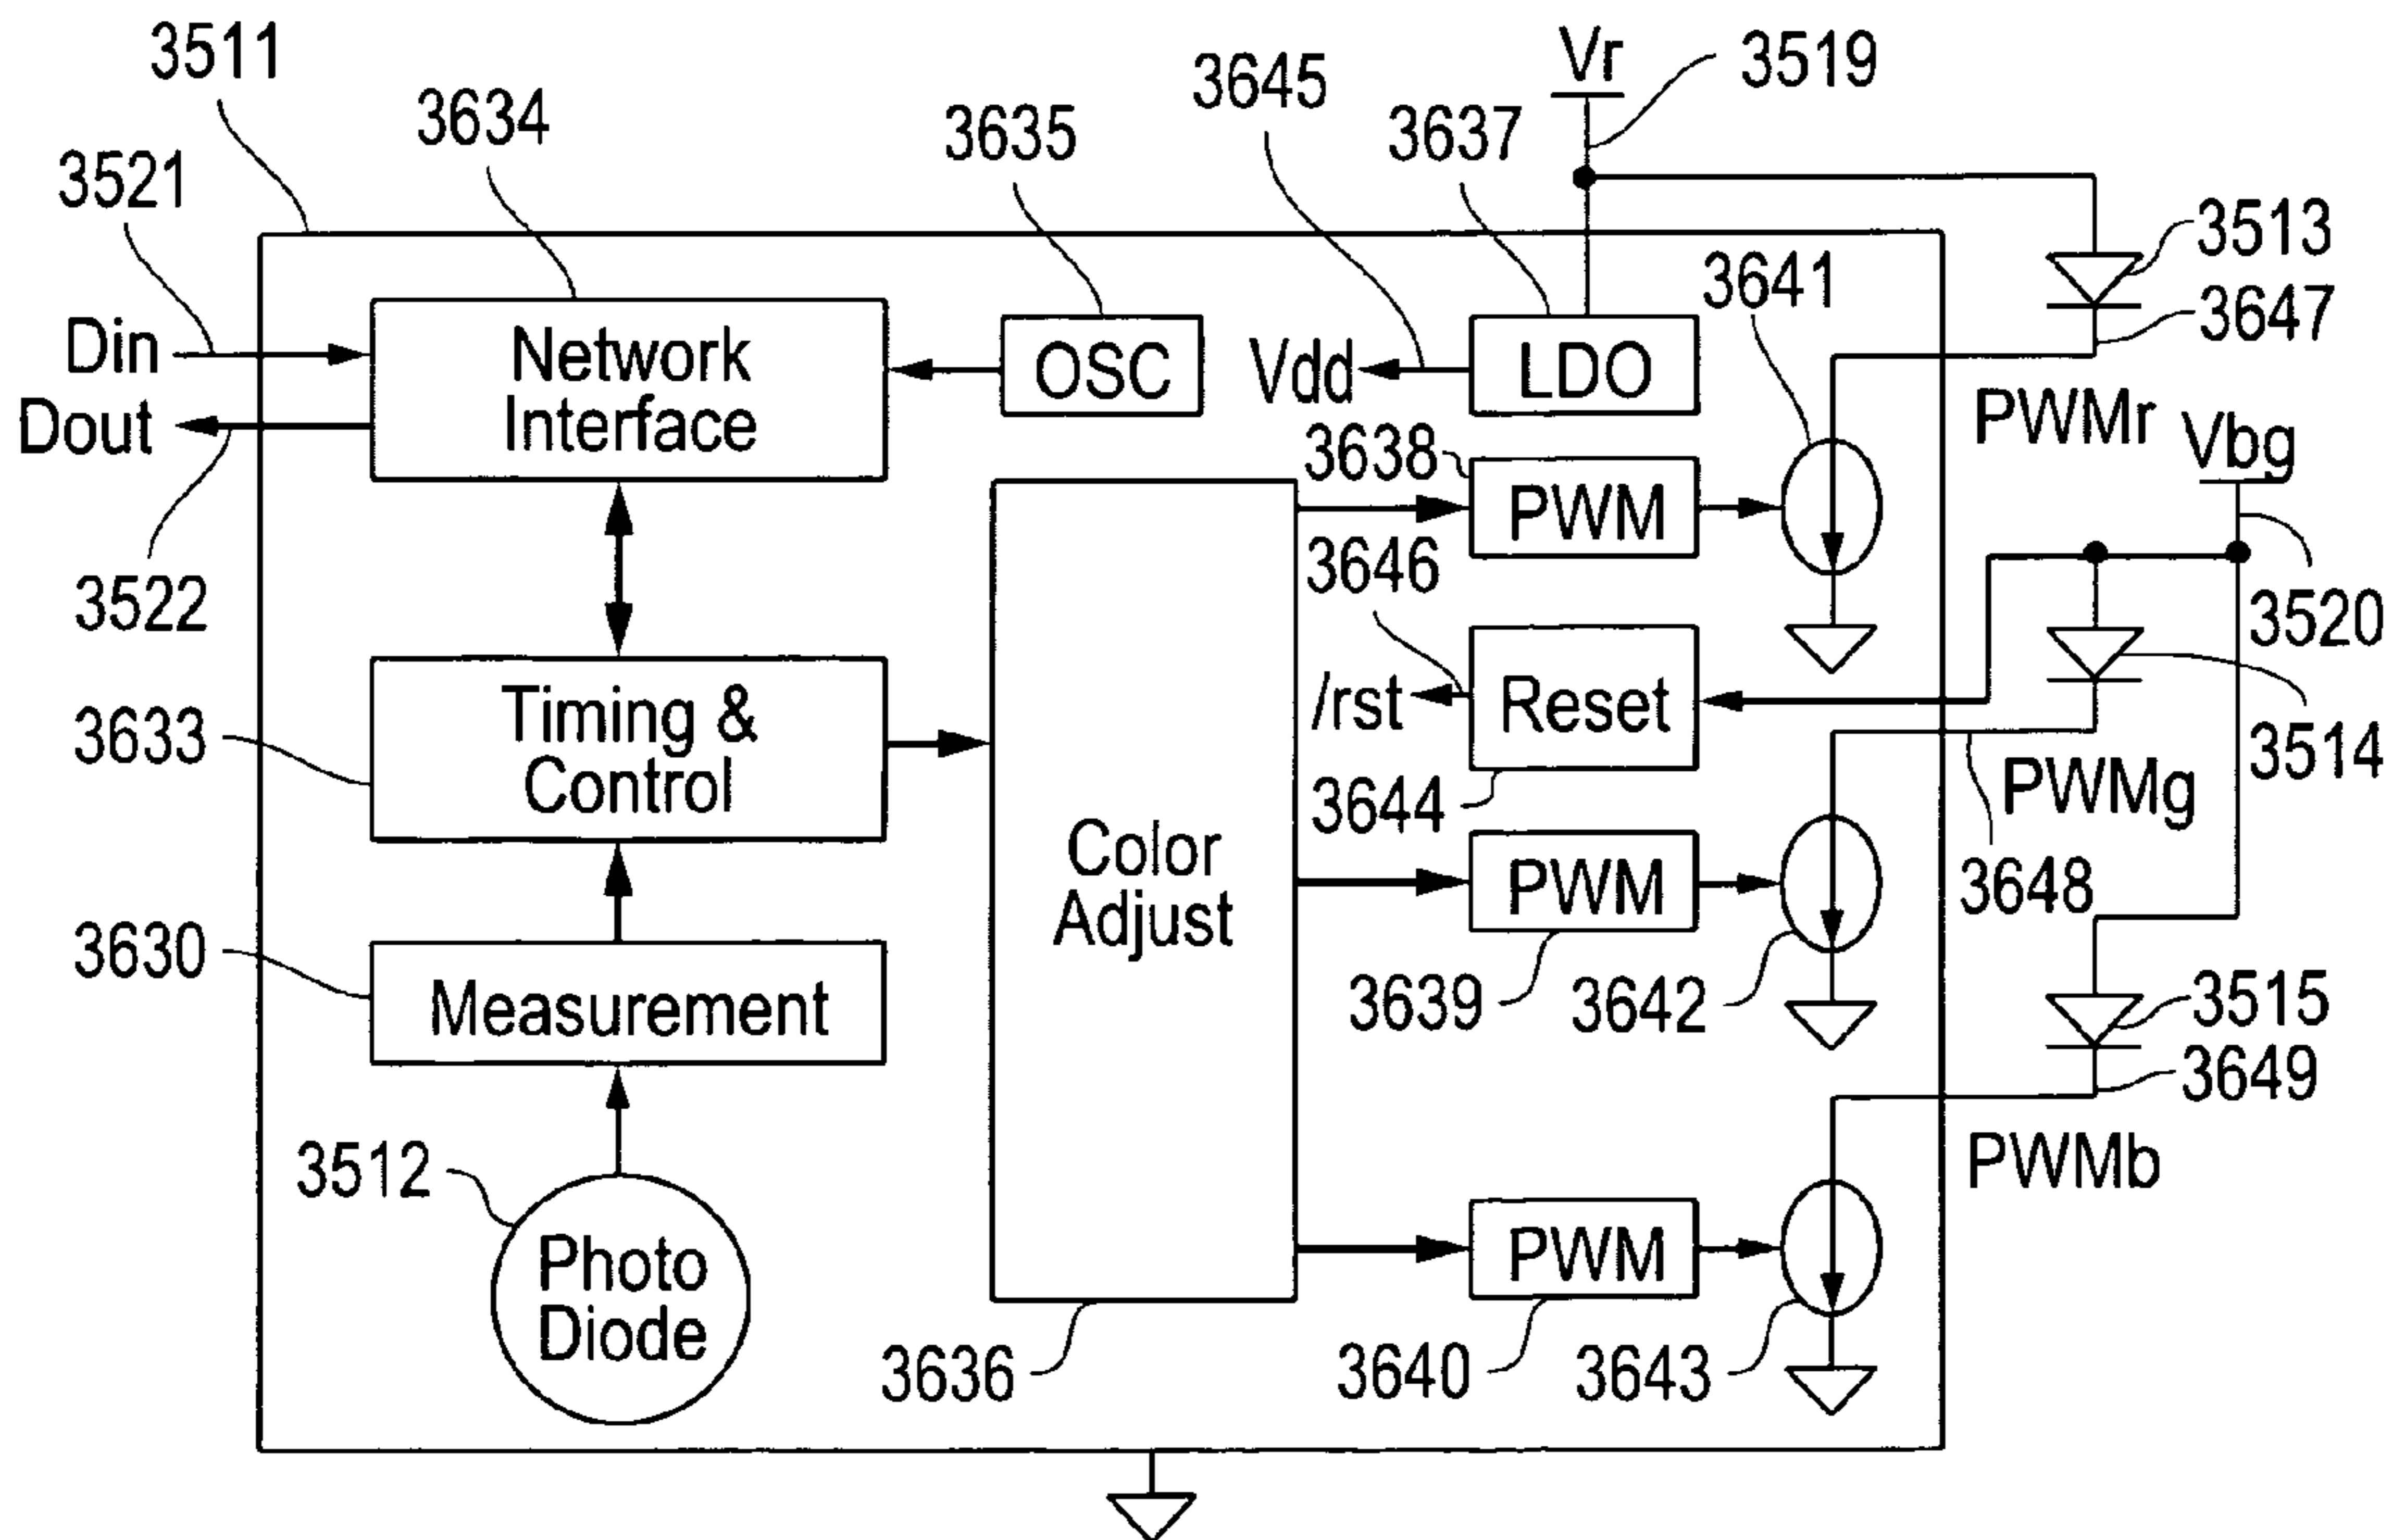 3511
Vr
3519
3645
3634
3635
3637
3521
3513
3641
3647
Din
Network
Interface
OSC
Vdd
LDO
Dout
PWMr
Vbg
3638
PWM
3646
3522
3520
/rst
Reset
Timing &
Control
3633
3514
PWMg
3644
Color
Adjust
PWM
3648
3630
Measurement
3639
3642
3515
3649
3512
PWMb
Photo
Diode
PWM
3636
3640
3643